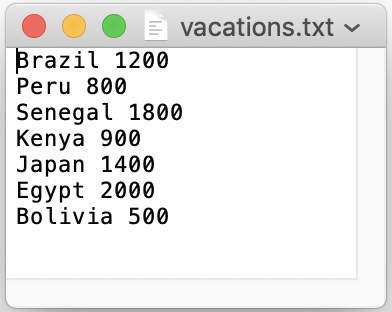 vacations.txt
Brazil 1200
Peru 800
Senegal 1800
Kenya 900
Japan 1400
Egypt 2000
Bolivia 500